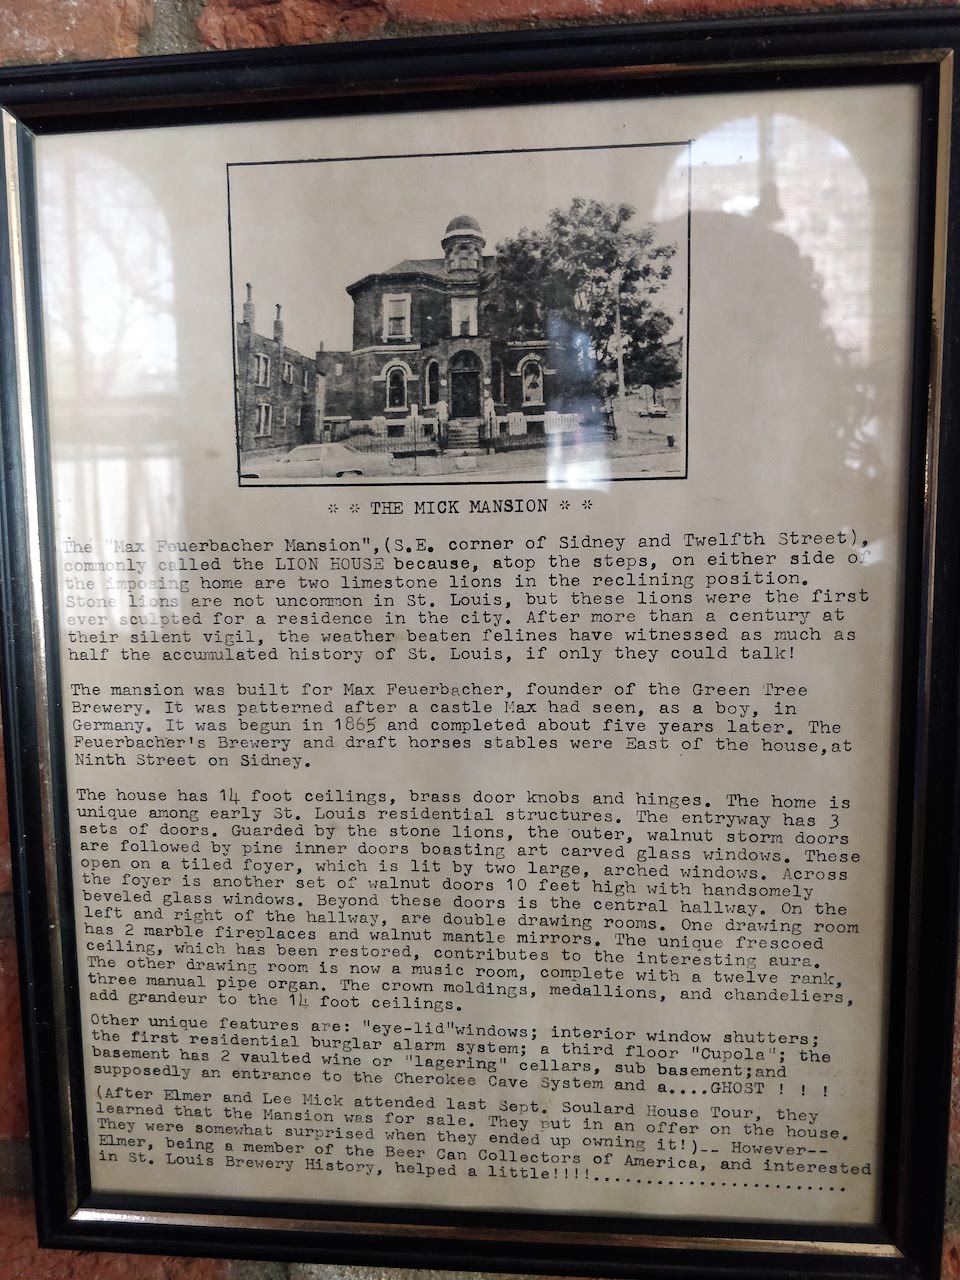 * * THE MICK MANSION * *
The "Max Feuerbacher Mansion",(S.E. corner of Sidney and Twelfth Street),
commonly called the LION HOUSE because, atop the steps, on either side of
the imposing home are two limestone lions in the reclining position.
Stone lions are not uncommon in St. Louis, but these lions were the first
ever sculpted for a residence in the city. After more than a century at
their silent vigil, the weather beaten felines have witnessed as much as
half the accumulated history of St. Louis, if only they could talk!
The mansion was built for Max Feuerbacher, founder of the Green Tree
Brewery. It was patterned after a castle Max had seen, as a boy, in
Germany. It was begun in 1865 and completed about five years later. The
Feuerbacher's Brewery and draft horses stables were East of the house,at
Ninth Street on Sidney.
The house has 14 foot ceilings, brass door knobs and hinges. The home is
unique among early St. Louis residential structures. The entryway has 3
sets of doors. Guarded by the stone lions, the outer, walnut storm doors
are followed by pine inner doors boasting art carved glass windows. These
open on a tiled foyer, which is lit by two large, arched windows. Across
the foyer is another set of walnut doors 10 feet high with handsomely
beveled glass windows. Beyond these doors is the central hallway. On the
left and right of the hallway, are double drawing rooms. One drawing room
has 2 marble fireplaces and walnut mantle mirrors. The unique frescoed
ceiling, which has been restored, contributes to the interesting aura.
The other drawing room is now a music room, complete with a twelve rank,
three manual pipe organ. The crown moldings, medallions, and chandeliers,
add grandeur to the 14 foot ceilings.
Other unique features are: "eye-lid"windows; interior window shutters;
the first residential burglar alarm system; a third floor "Cupola"; the
basement has 2 vaulted wine or "lagering" cellars, sub basement;and
supposedly an entrance to the Cherokee Cave System and a....GHOST ! ! !
(After Elmer and Lee Mick attended last Sept. Soulard House Tour, they
learned that the Mansion was for sale. They put in an offer on the house.
They were somewhat surprised when they ended up owning it!)-- However--
Elmer, being a member of the Beer Can Collectors of America, and interested
in St. Louis Brewery History, helped a little!!!!.......................